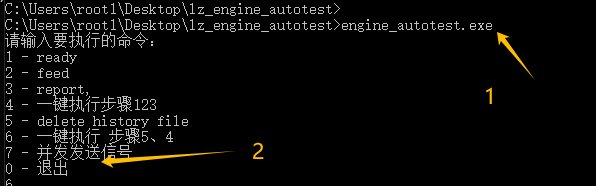 C:\Users\root1\Desktop\lz_engine_autotest>
C:\Users\root1\Desktop\lz_engine_autotest>engine_autotest.exe
请输入要执行的命令:
1 - ready
2 - feed
3 - report,
4 - 一键执行步骤123
5 - delete history file
6 - 一键执行 步骤5、4
7 - 并发发送信号
0 - 退出
1
2